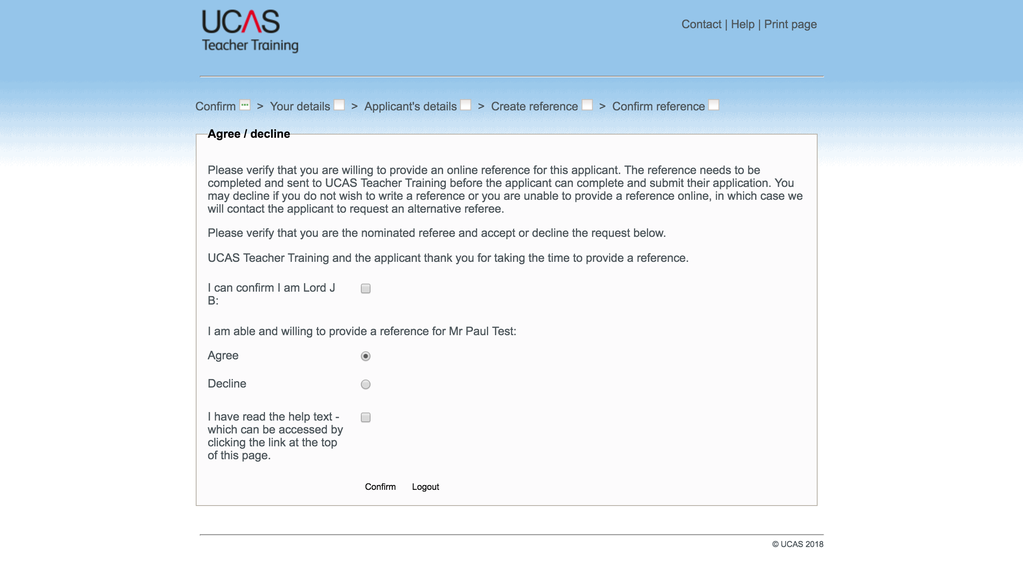 UCAS
Teacher Training
Contact | Help | Print page
Confirm > Your details > Applicant's details > Create reference > Confirm reference
Agree / decline
Please verify that you are willing to provide an online reference for this applicant. The reference needs to be
completed and sent to UCAS Teacher Training before the applicant can complete and submit their application. You
may decline if you do not wish to write a reference or you are unable to provide a reference online, in which case we
will contact the applicant to request an alternative referee.
Please verify that you are the nominated referee and accept or decline the request below.
UCAS Teacher Training and the applicant thank you for taking the time to provide a reference.
I can confirm I am Lord J
B:
I am able and willing to provide a reference for Mr Paul Test:
Agree
Decline
I have read the help text -
which can be accessed by
clicking the link at the top
of this page.
Confirm Logout
© UCAS 2018